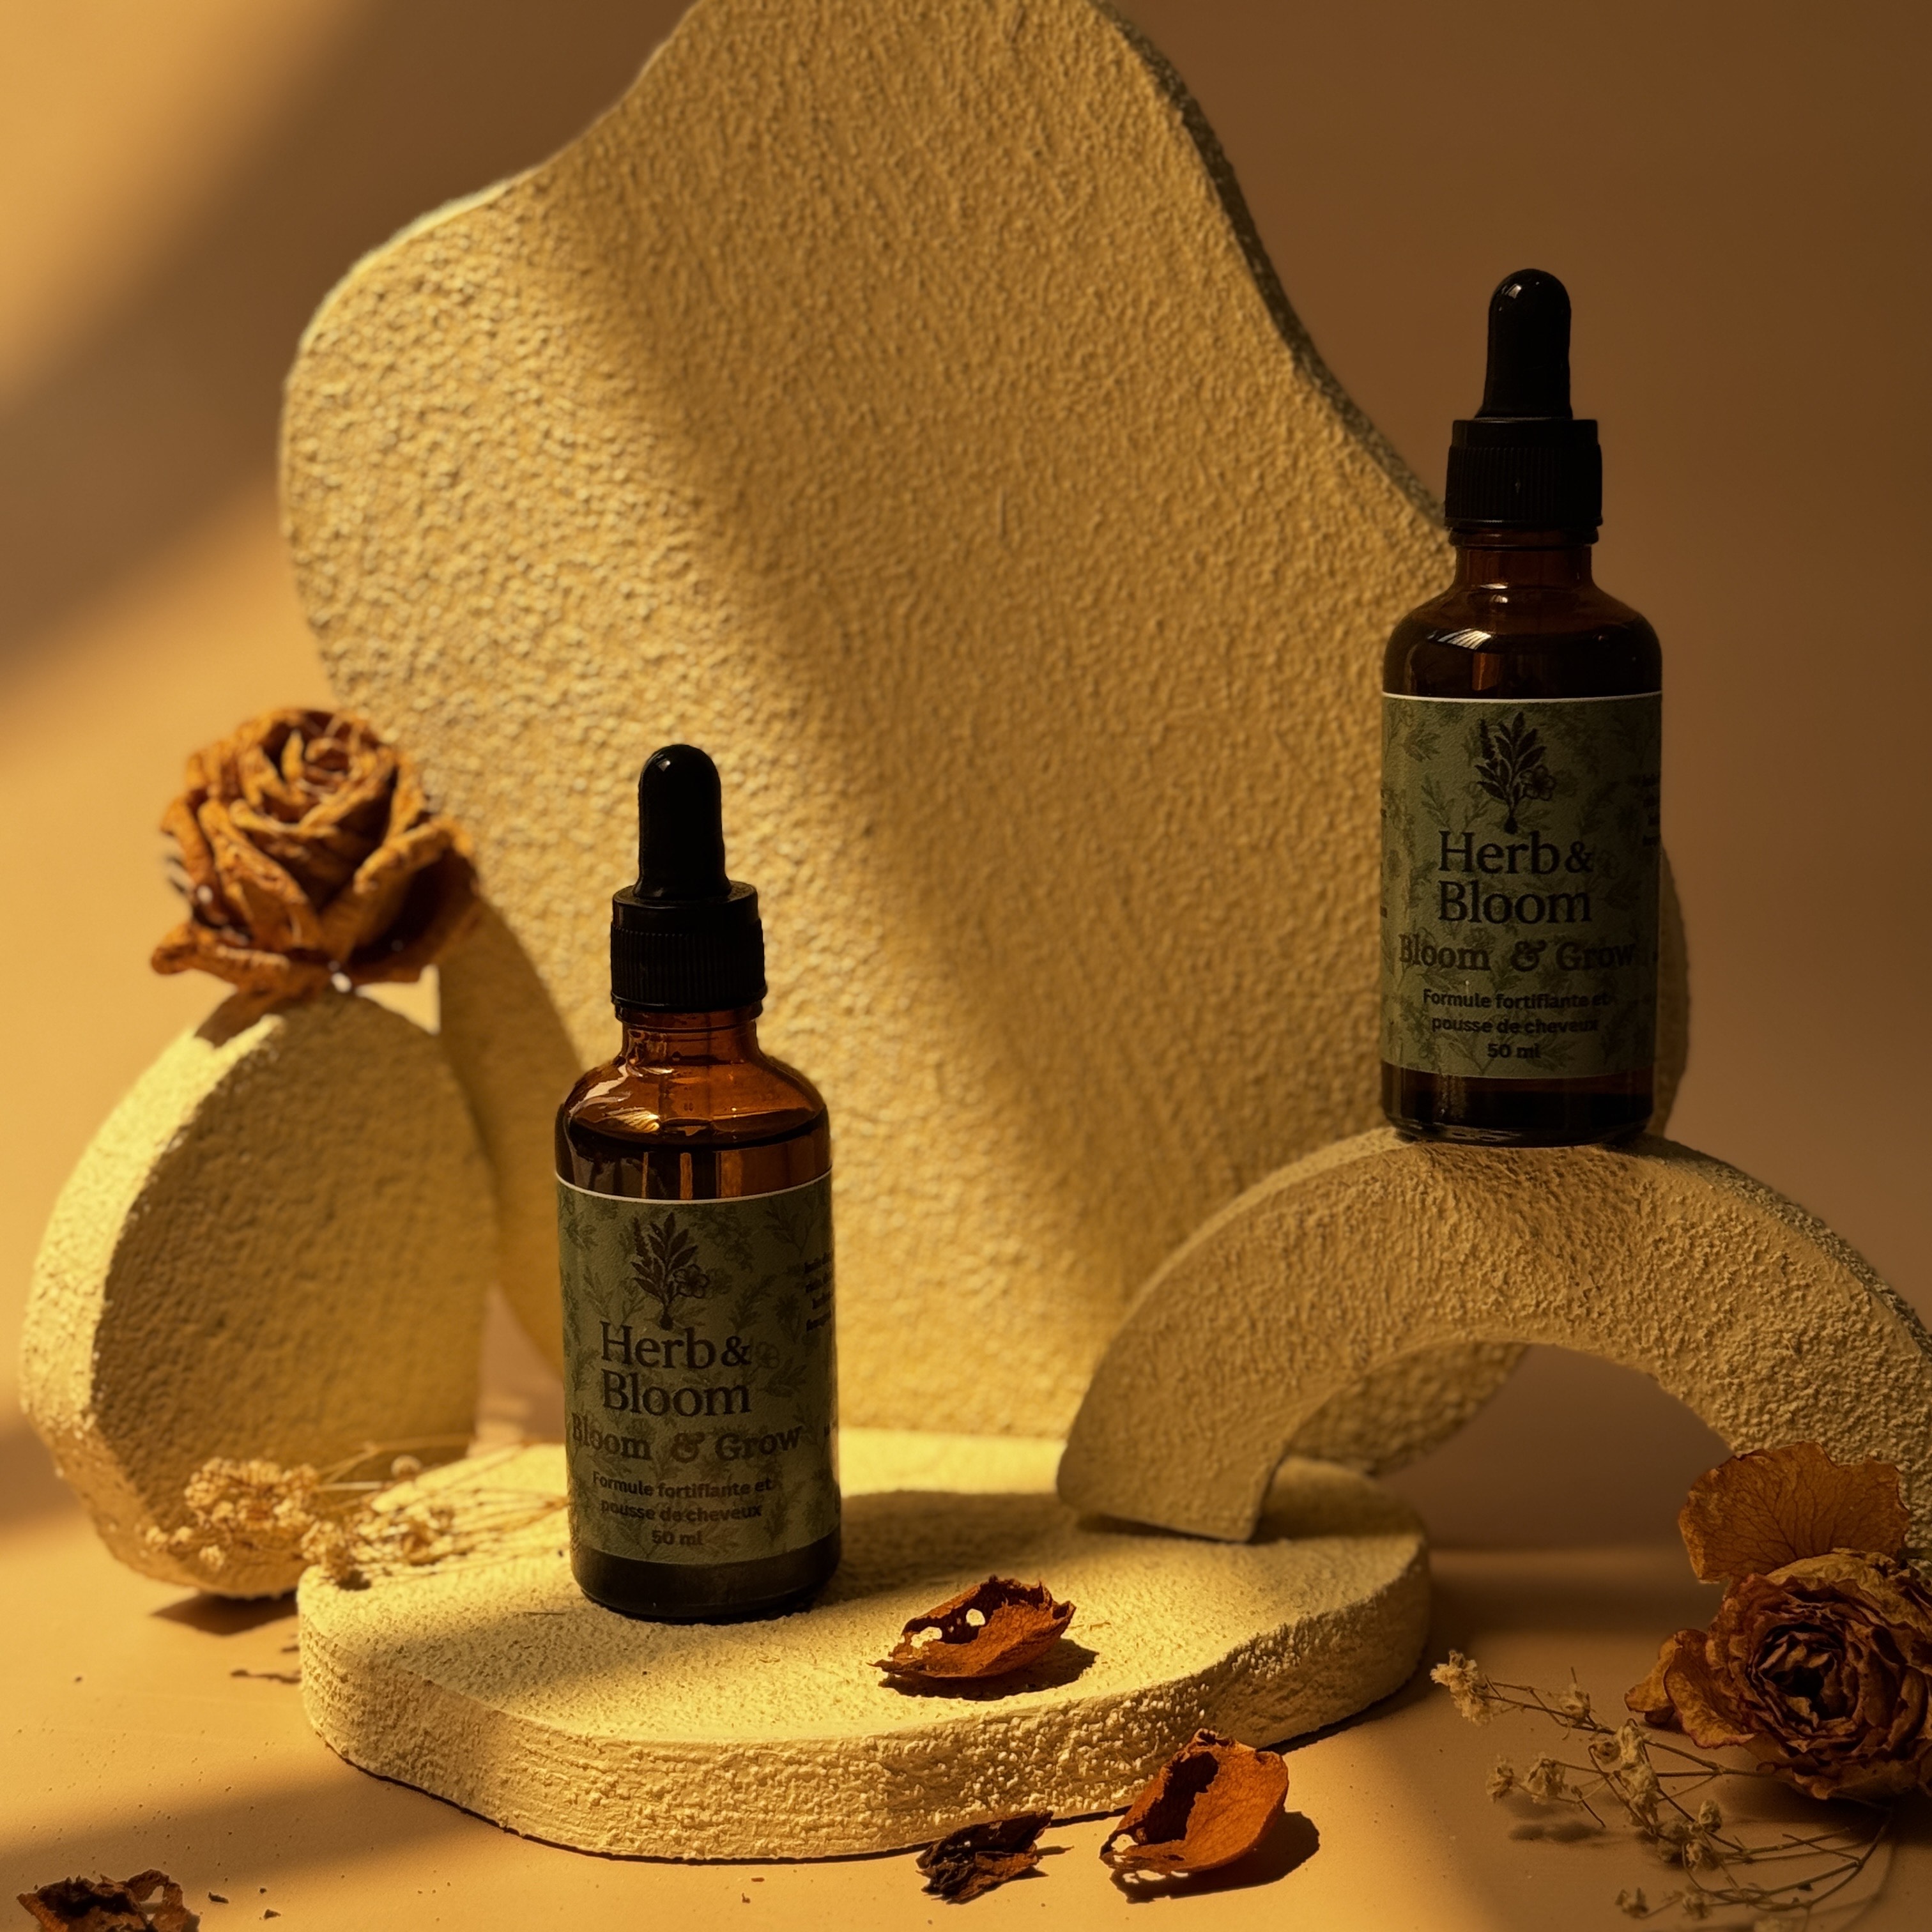 Herb &
Bloom
Bloom & Grow
Formule fortifiante et
pousse de cheveux
50 ml
Herb &
Bloom
Bloom & Grow
Formule fortifiante et
pousse de cheveux
50 ml